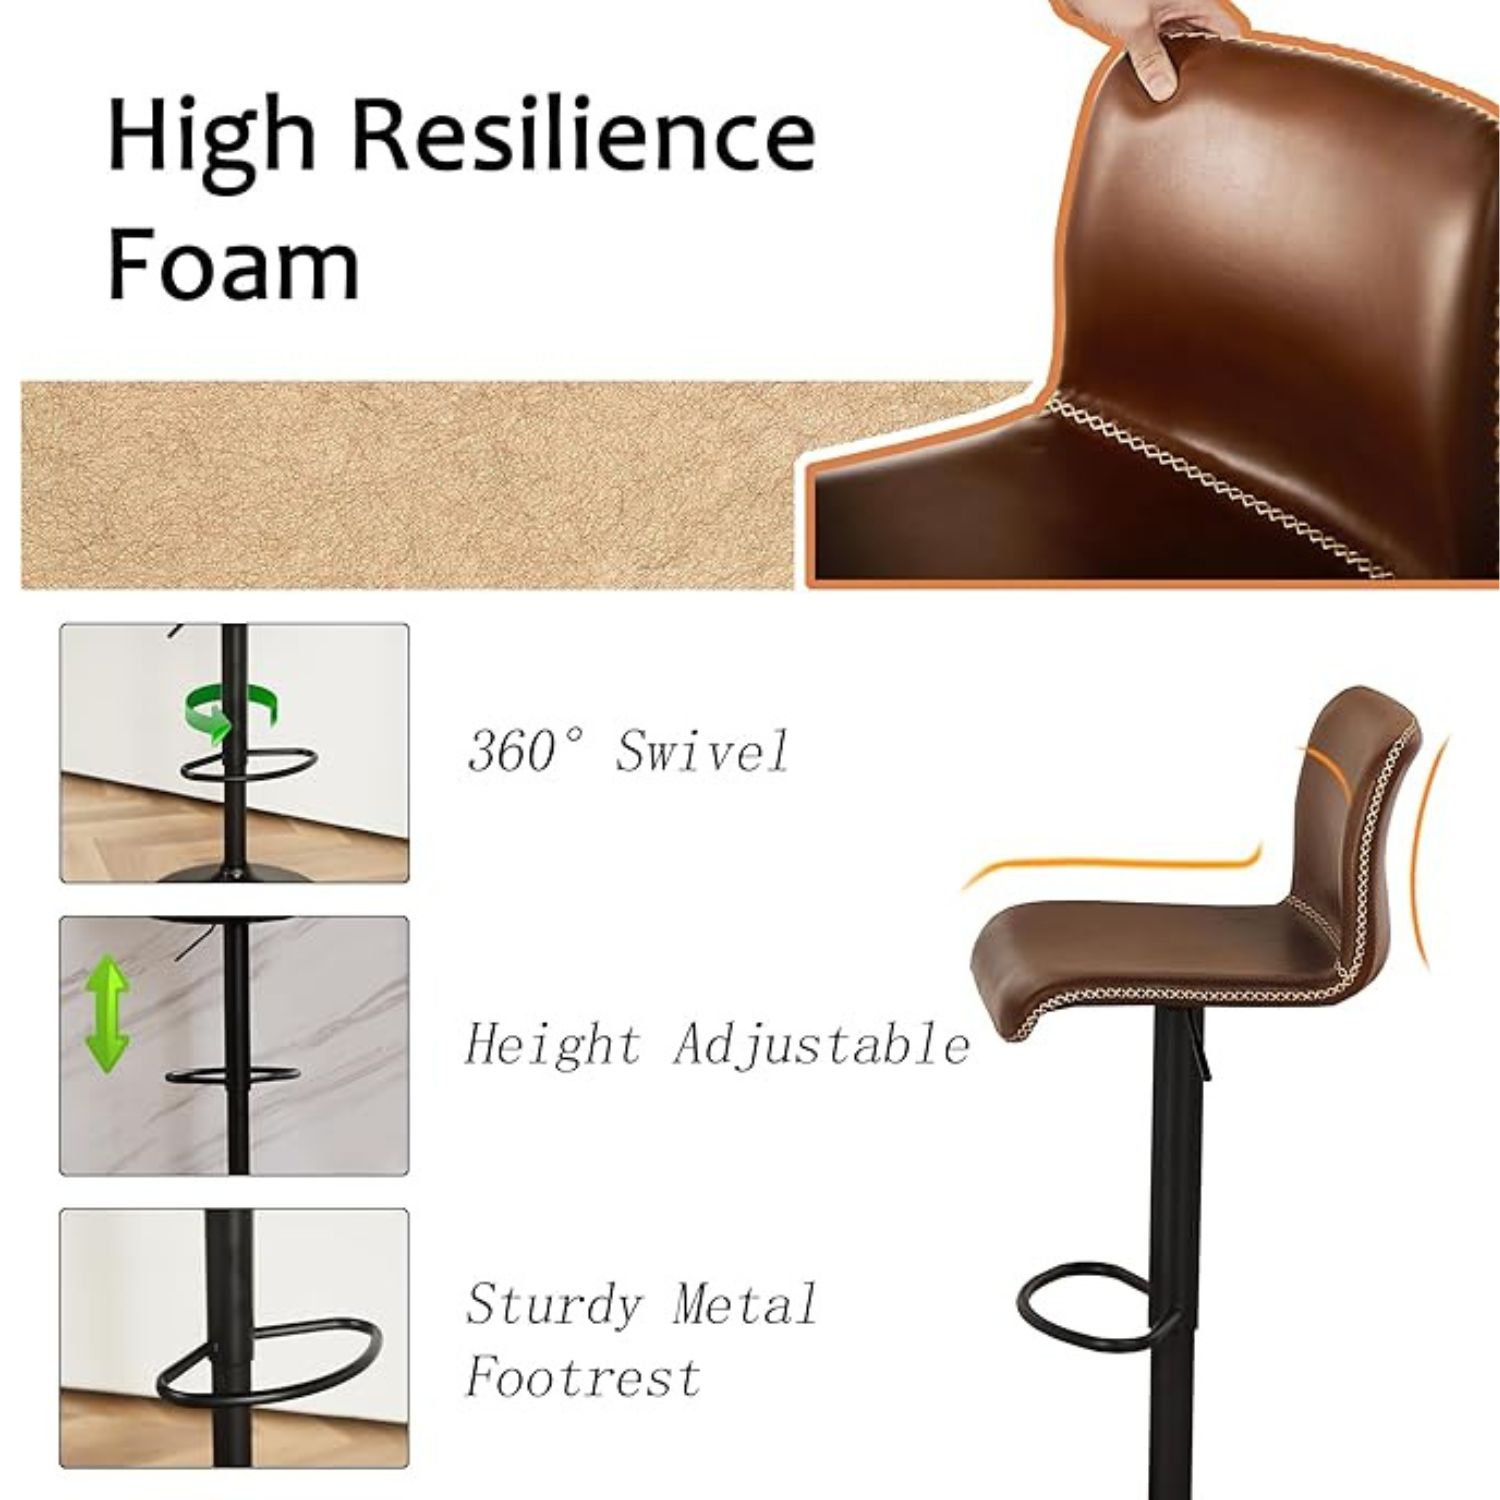 High Resilience
Foam
360° Swivel
Height Adjustable
Sturdy Metal
Footrest